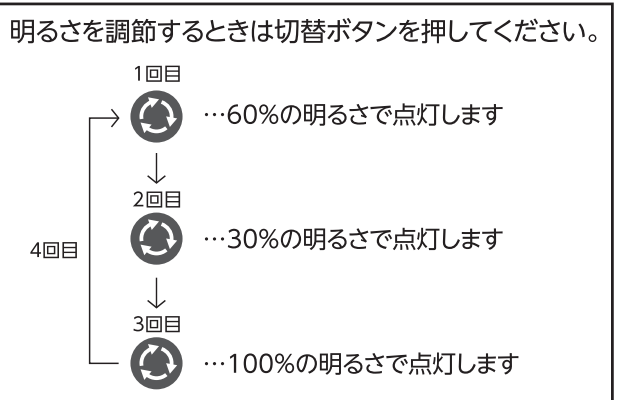 明るさを調節するときは切替ボタンを押してください。
1回目
…60%の明るさで点灯します
2回目
…30%の明るさで点灯します
4回目
3回目
…100%の明るさで点灯します